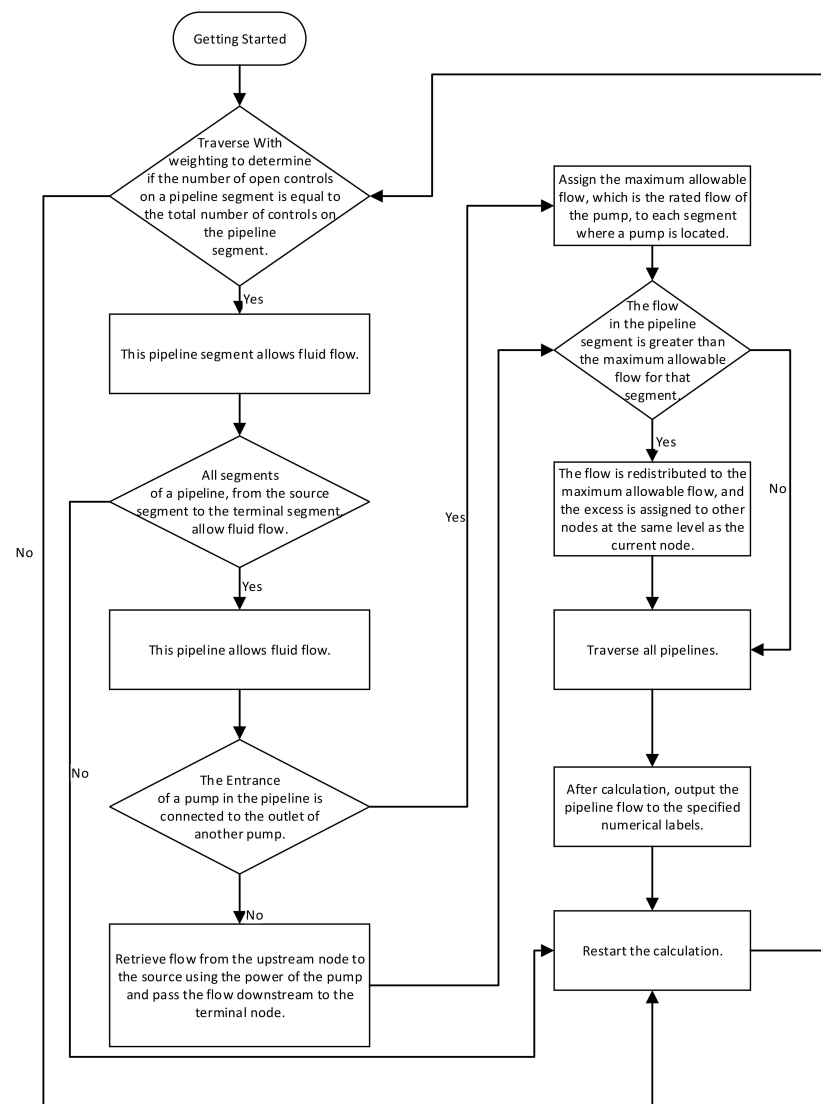 Getting Started
Traverse With
weighting to determine
if the number of open controls
on a pipeline segment is equal to
the total number of controls on
the pipeline
segment.
Yes
This pipeline segment allows fluid flow.
All segments
of a pipeline, from the source
segment to the terminal segment,
allow fluid flow.
No
Yes
This pipeline allows fluid flow.
No
The Entrance
of a pump in the pipeline is
connected to the outlet of
another pump.
Yes
No
Retrieve flow from the upstream node to
the source using the power of the pump
and pass the flow downstream to the
terminal node.
Assign the maximum allowable
flow, which is the rated flow of
the pump, to each segment
where a pump is located.
The flow
in the pipeline
segment is greater than
the maximum allowable
flow for that
segment.
Yes
No
The flow is redistributed to the
maximum allowable flow, and
the excess is assigned to other
nodes at the same level as the
current node.
Traverse all pipelines.
After calculation, output the
pipeline flow to the specified
numerical labels.
Restart the calculation.